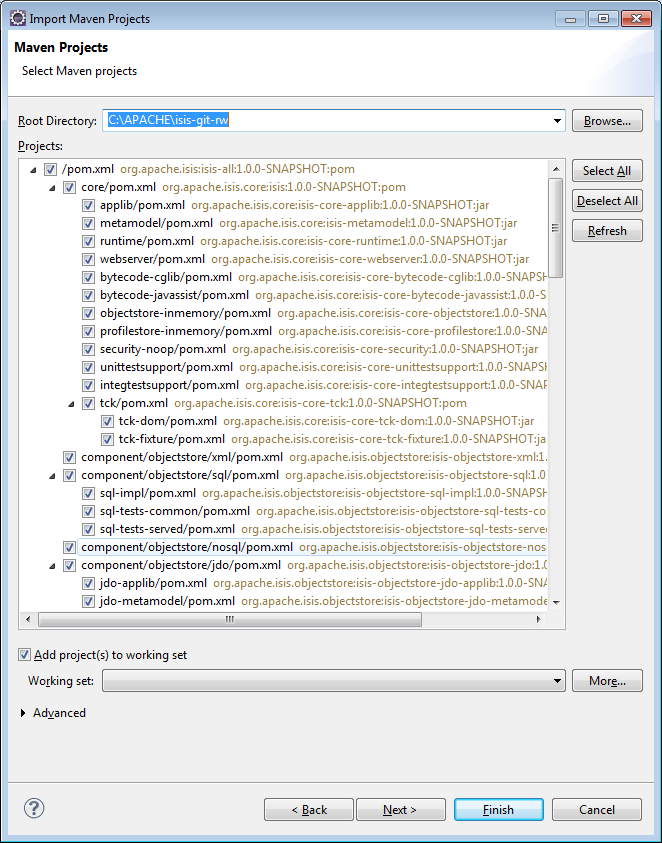 Import Maven Projects
Maven Projects
Select Maven projects
Root Directory: C:\APACHE\isis-git-rw Browse...
Projects:
/pom.xml org.apache.isis:isis-all:1.0.0-SNAPSHOT:pom
Select All
core/pom.xml org.apache.isis.core:isis:1.0.0-SNAPSHOT:pom
applib/pom.xml org.apache.isis.core:isis-core-applib:1.0.0-SNAPSHOT:jar
Deselect All
metamodel/pom.xml org.apache.isis.core:isis-core-metamodel:1.0.0-SNAPSHOT:jar
Refresh
runtime/pom.xml org.apache.isis.core:isis-core-runtime:1.0.0-SNAPSHOT:jar
webserver/pom.xml org.apache.isis.core:isis-core-webserver:1.0.0-SNAPSHOT:jar
bytecode-cglib/pom.xml org.apache.isis.core:isis-core-bytecode-cglib:1.0.0-SNAPSH
bytecode-javassist/pom.xml org.apache.isis.core:isis-core-bytecode-javassist:1.0.0-S
objectstore-inmemory/pom.xml org.apache.isis.core:isis-core-objectstore:1.0.0-SNAP
profilestore-inmemory/pom.xml org.apache.isis.core:isis-core-profilestore:1.0.0-SNAP
security-noop/pom.xml org.apache.isis.core:isis-core-security:1.0.0-SNAPSHOT:jar
unittestsupport/pom.xml org.apache.isis.core:isis-core-unittestsupport:1.0.0-SNAPS
integtestsupport/pom.xml org.apache.isis.core:isis-core-integtestsupport:1.0.0-SNAP
tck/pom.xml org.apache.isis.core:isis-core-tck:1.0.0-SNAPSHOT:pom
tck-dom/pom.xml org.apache.isis.core:isis-core-tck-dom:1.0.0-SNAPSHOT:jar
tck-fixture/pom.xml org.apache.isis.core:isis-core-tck-fixture:1.0.0-SNAPSHOT:ja
component/objectstore/xml/pom.xml org.apache.isis.objectstore:isis-objectstore-xml:1.
component/objectstore/sql/pom.xml org.apache.isis.objectstore:isis-objectstore-sql:1.0
sql-impl/pom.xml org.apache.isis.objectstore:isis-objectstore-sql-impl:1.0.0-SNAPS
sql-tests-common/pom.xml org.apache.isis.objectstore:isis-objectstore-sql-tests-co
sql-tests-served/pom.xml org.apache.isis.objectstore:isis-objectstore-sql-tests-serve
component/objectstore/nosql/pom.xml org.apache.isis.objectstore:isis-objectstore-nos
component/objectstore/jdo/pom.xml org.apache.isis.objectstore:isis-objectstore-jdo:1.0
jdo-applib/pom.xml org.apache.isis.objectstore:isis-objectstore-jdo-applib:1.0.0-SNA
jdo-metamodel/pom.xml org.apache.isis.objectstore:isis-objectstore-jdo-metamode
Add project(s) to working set
Working set: More...
Advanced
? < Back Next > Finish Cancel